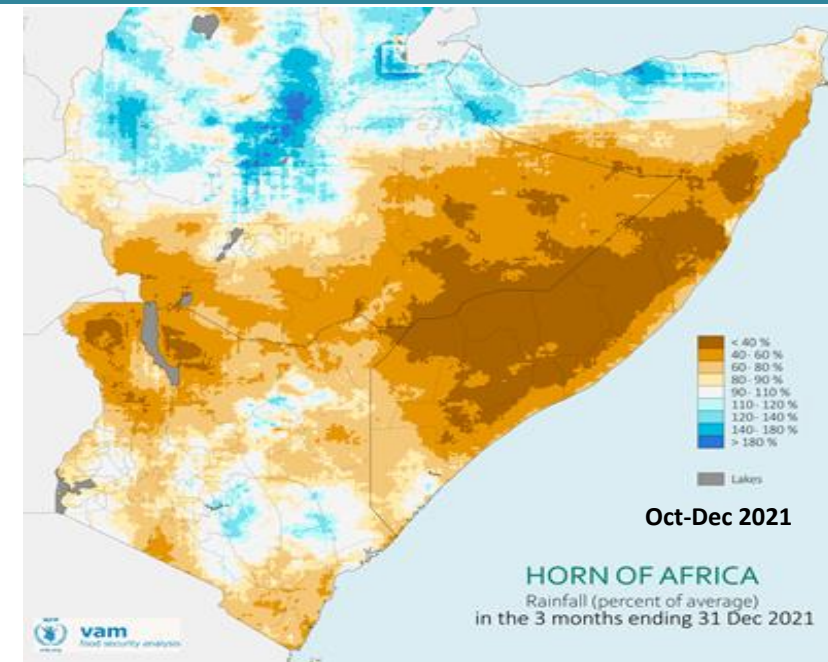 < 40 %
40- 60 %
60- 80 %
80- 90 %
90- 110 %
110- 120 %
120- 140 %
140- 180 %
> 180 %
Lakes
Oct-Dec 2021
HORN OF AFRICA
Rainfall (percent of average)
in the 3 months ending 31 Dec 2021
vam
food security analysis